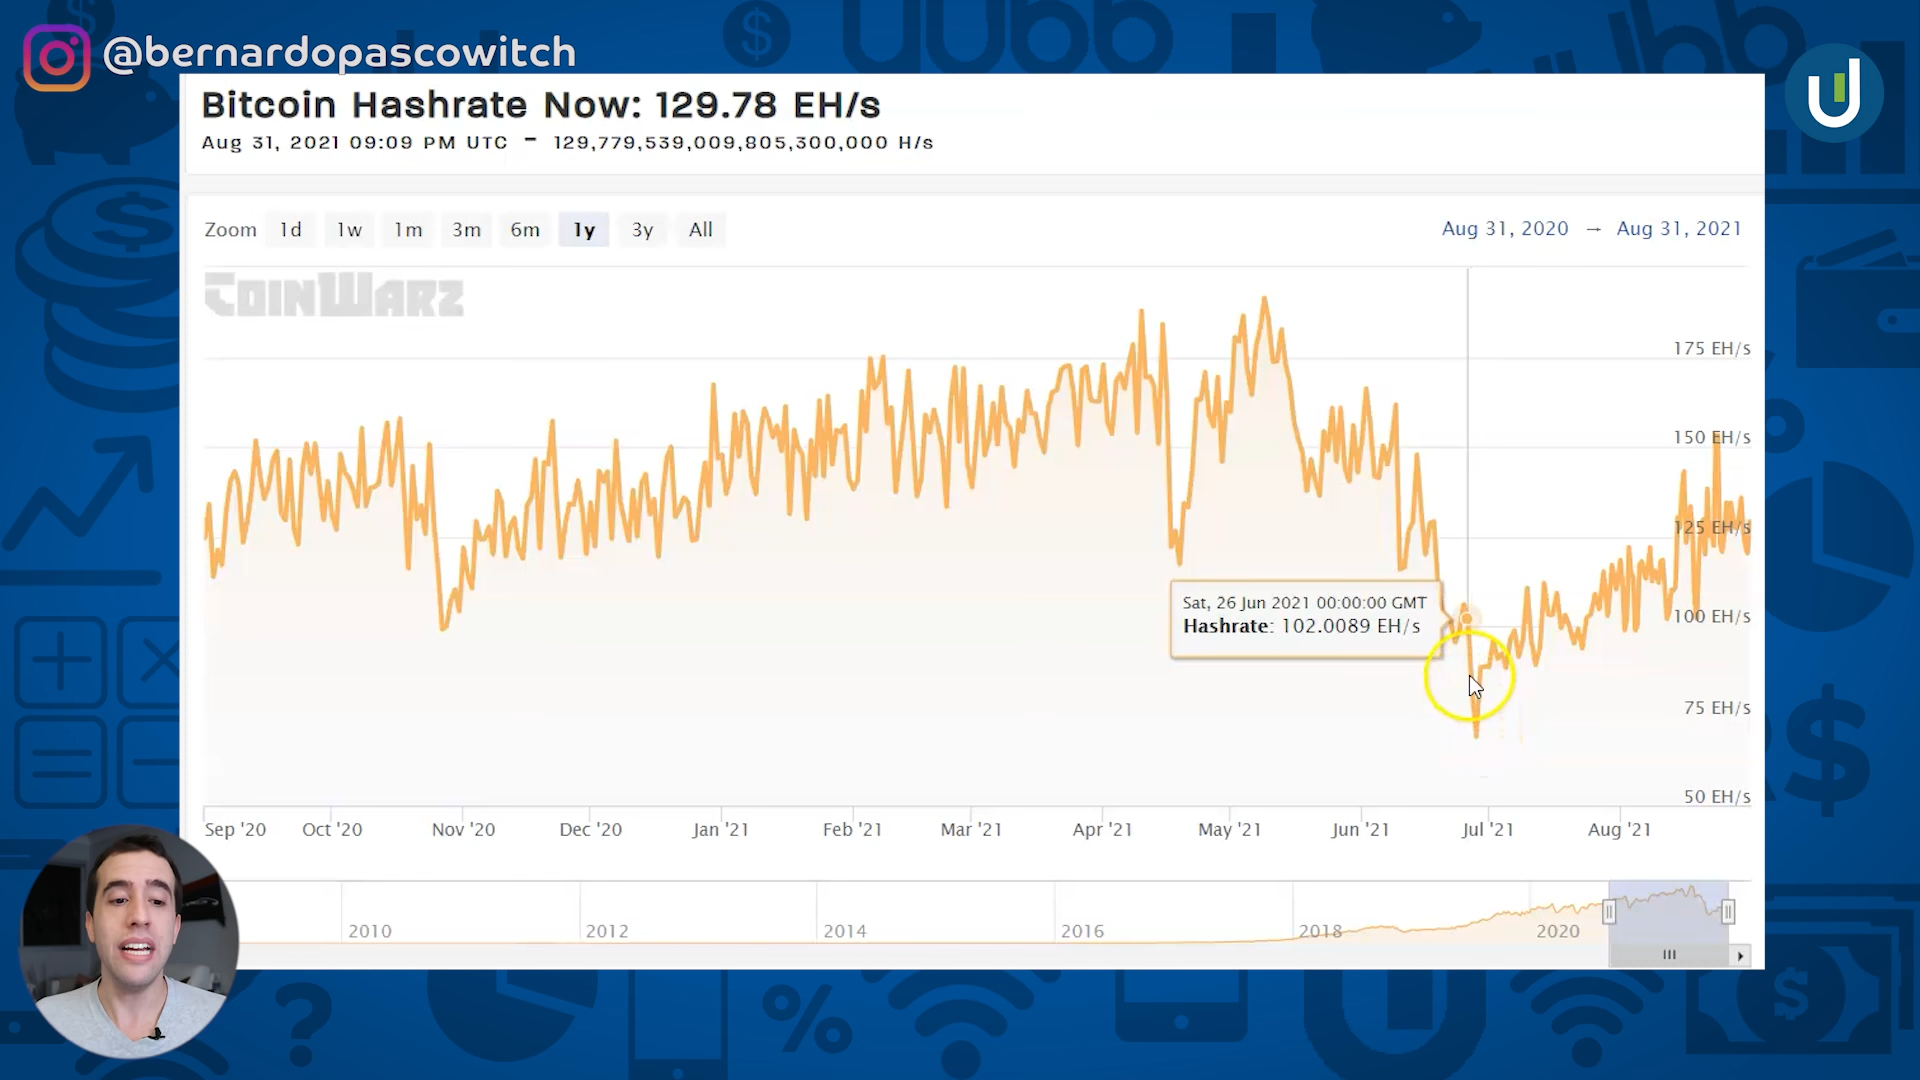 @bernardopascowitch
Bitcoin Hashrate Now: 129.78 EH/s
Aug 31, 2021 09:09 PM UTC - 129,779,539,009,805,300,000 H/s
Zoom 1d 1w 1m 3m 6m 1y 3y All
Aug 31, 2020 → Aug 31, 2021
CoinWarz
175 EH/s
150 EH/s
125 EH/s
Sat, 26 Jun 2021 00:00:00 GMT
Hashrate: 102.0089 EH/s
100 EH/s
75 EH/s
50 EH/s
Sep '20 Oct '20 Nov '20 Dec '20 Jan '21 Feb '21 Mar '21 Apr '21 May '21 Jun '21 Jul '21 Aug '21
2010 2012 2014 2016 2018 2020